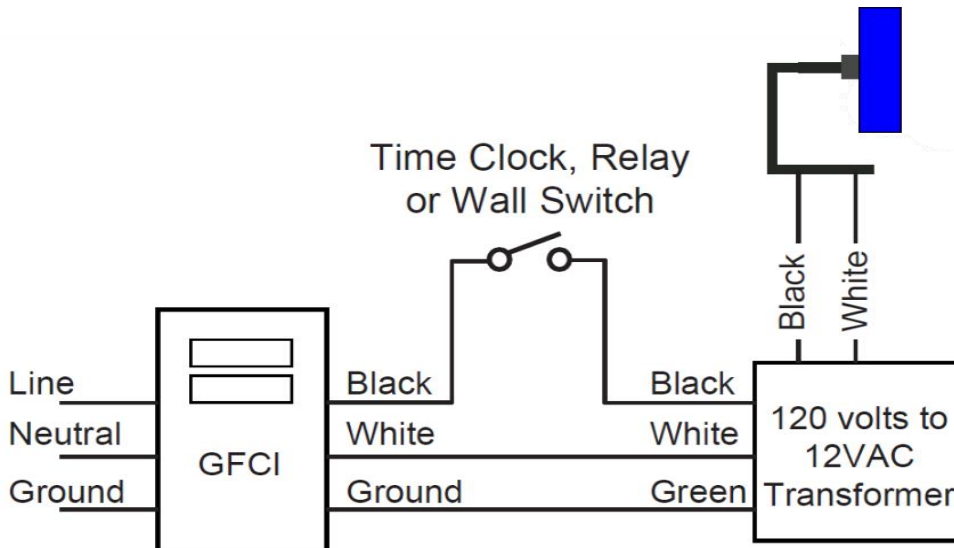 Time Clock, Relay
or Wall Switch
Black
White
Line
Neutral
Ground
GFCI
Black
White
Ground
Black
White
Green
120 volts to
12VAC
Transformer